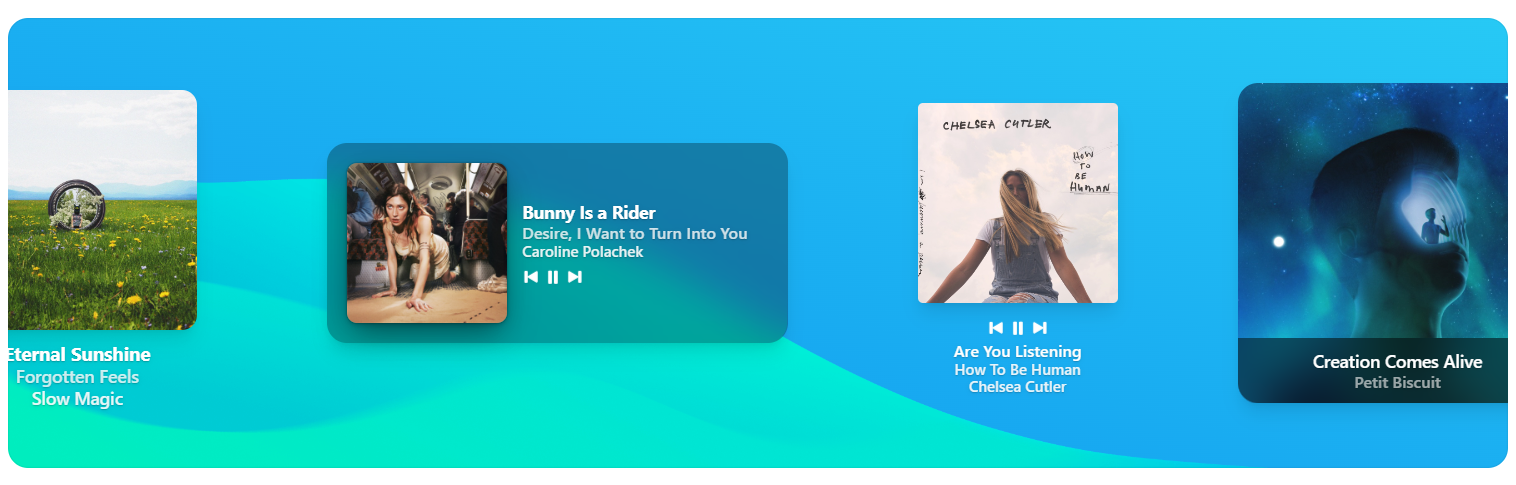 Eternal Sunshine
Forgotten Feels
Slow Magic
Bunny Is a Rider
Desire, I Want to Turn Into You
Caroline Polachek
CHELSEA CUTLER
HOW
TO
BE
HUMAN
Are You Listening
How To Be Human
Chelsea Cutler
Creation Comes Alive
Petit Biscuit